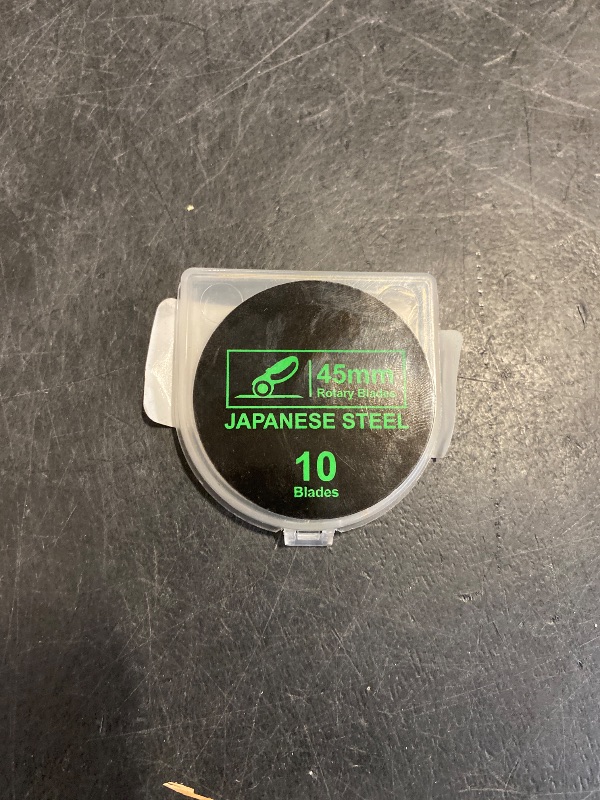 45mm
Rotary Blades
JAPANESE STEEL
10
Blades